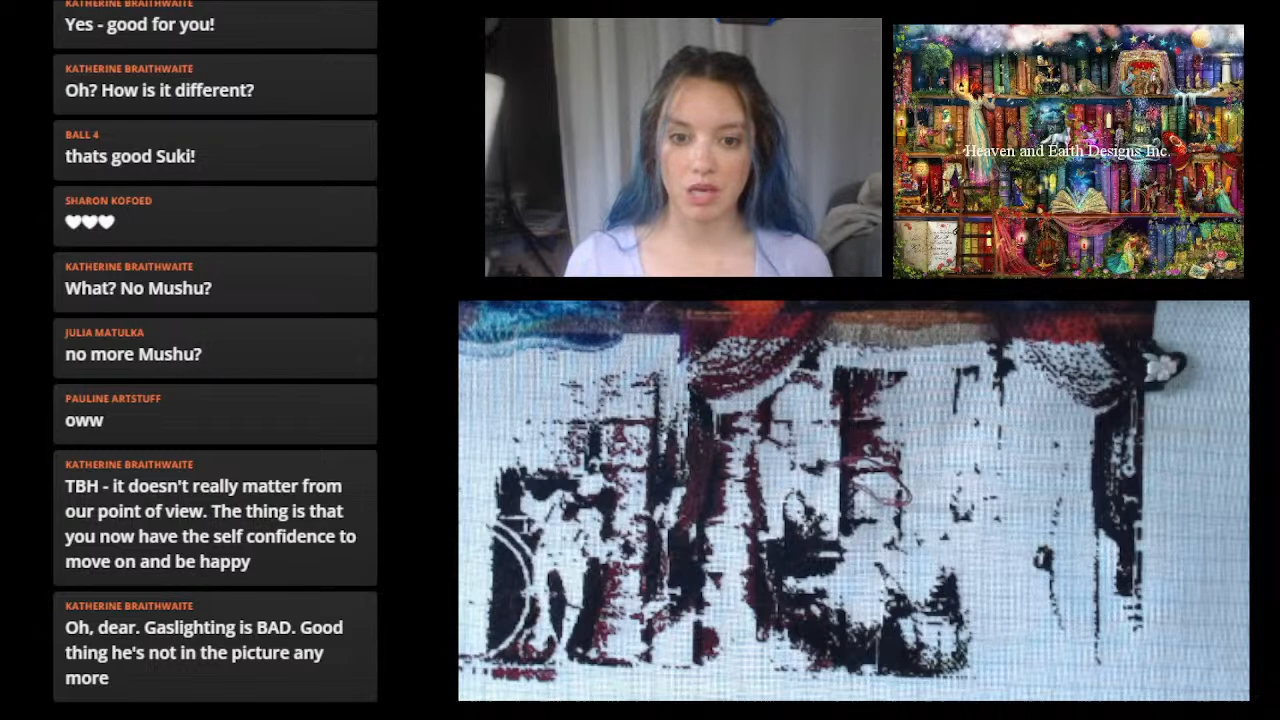 KATHERINE BRAITHWAITE
Yes - good for you!
KATHERINE BRAITHWAITE
Oh? How is it different?
BALL 4
thats good Suki!
SHARON KOFOED
🤍🤍🤍
KATHERINE BRAITHWAITE
What? No Mushu?
JULIA MATULKA
no more Mushu?
PAULINE ARTSTUFF
oww
KATHERINE BRAITHWAITE
TBH - it doesn't really matter from
our point of view. The thing is that
you now have the self confidence to
move on and be happy
KATHERINE BRAITHWAITE
Oh, dear. Gaslighting is BAD. Good
thing he's not in the picture any
more
Heaven and Earth Designs Inc.